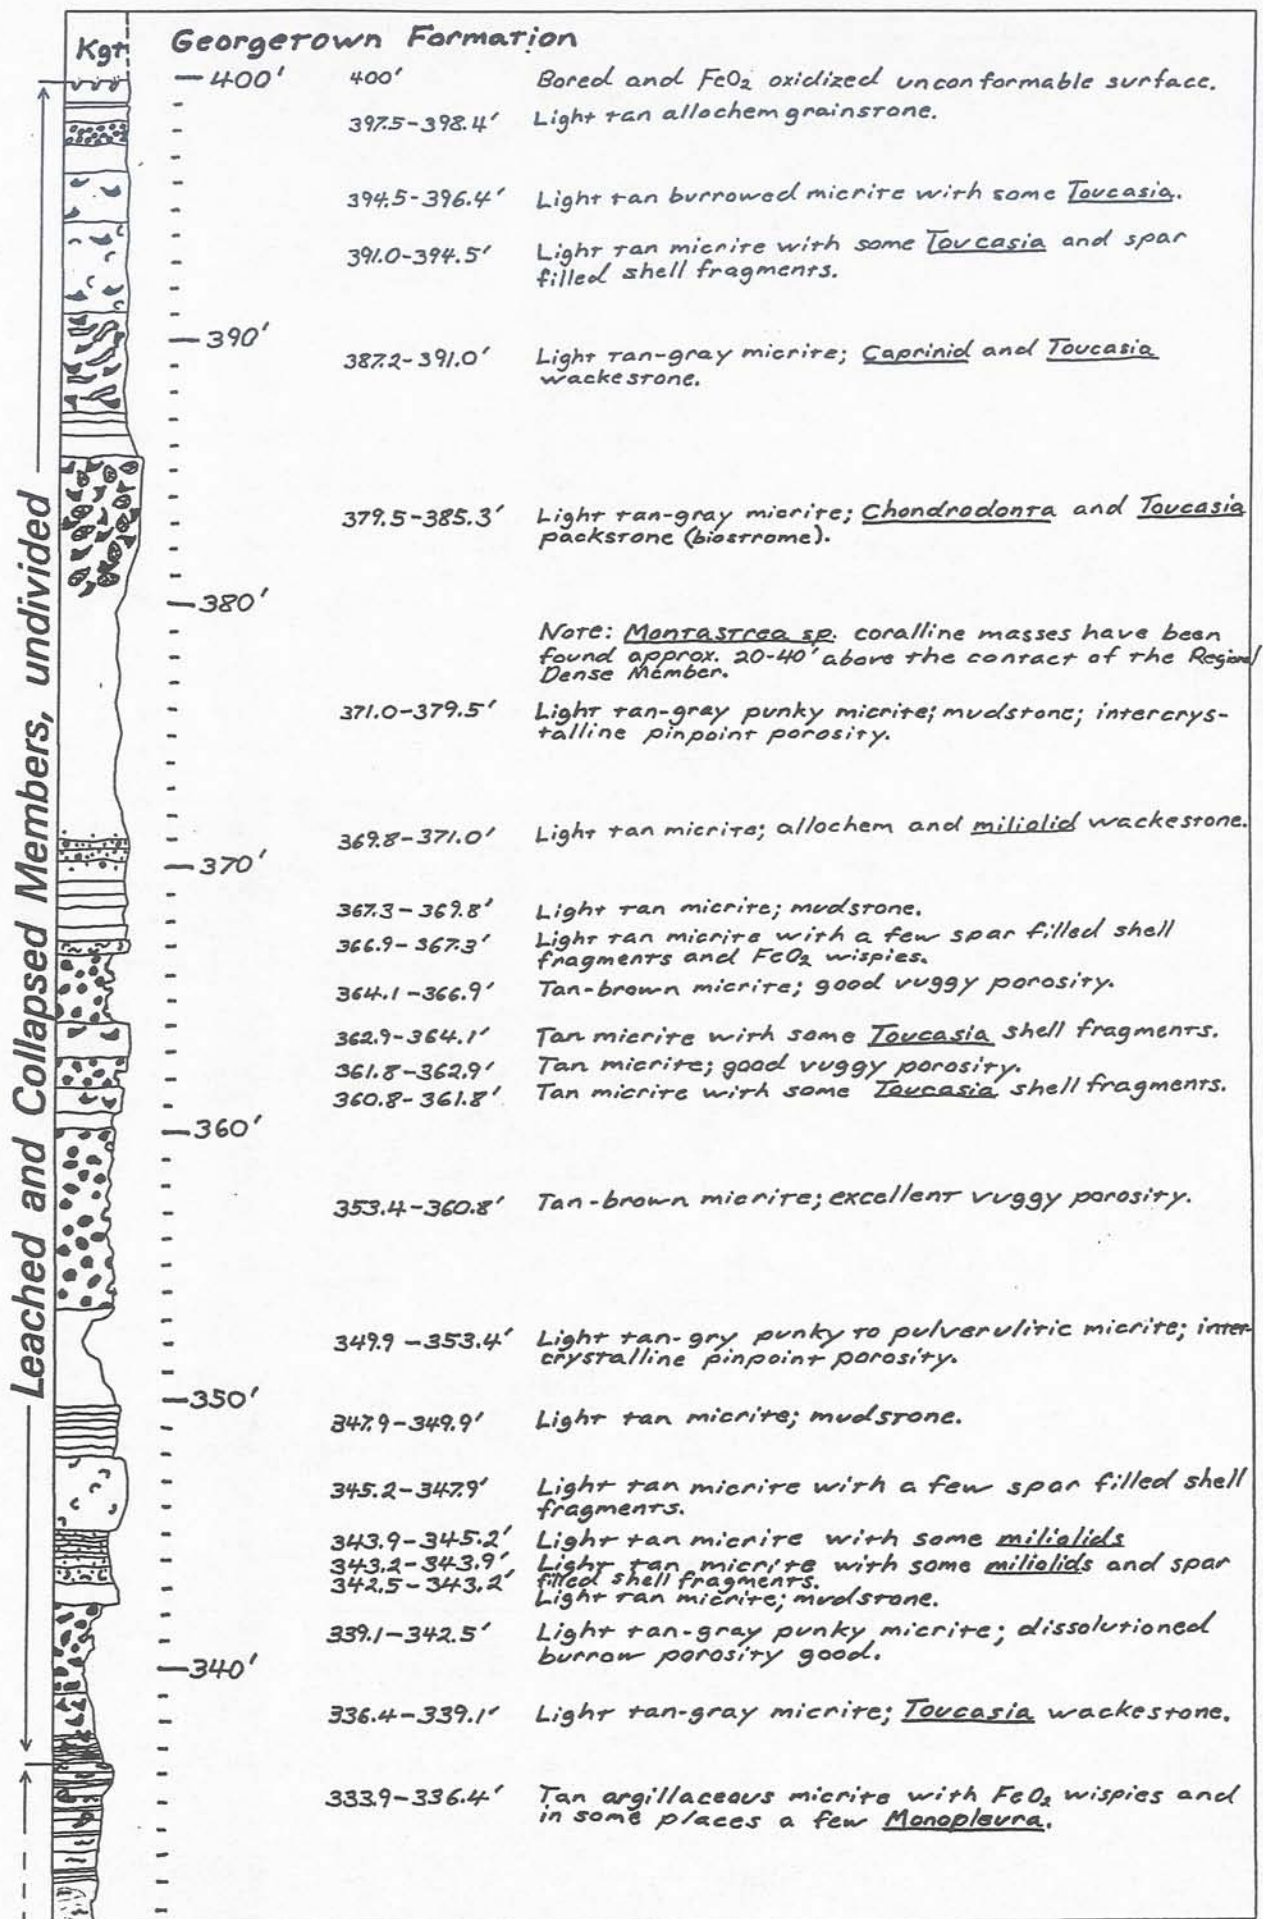 Kgt
Georgetown Formation
400'
400' Bored and FeO₂ oxidized unconformable surface.
397.5-398.4' Light tan allochem grainstone.
394.5-396.4' Light tan burrowed micrite with some Toucasia.
391.0-394.5' Light tan micrite with some Toucasia and spar
filled shell fragments.
390'
387.2-391.0' Light tan-gray micrite; Caprinid and Toucasia
wackestone.
379.5-385.3' Light tan-gray micrite; Chondrodonta and Toucasia
packstone (biostrome).
380'
Note: Montastrea sp. coralline masses have been
found approx. 20-40' above the contact of the Regional
Dense Member.
371.0-379.5' Light tan-gray punky micrite; mudstone; intercrys-
talline pinpoint porosity.
369.8-371.0' Light tan micrite; allochem and miliolid wackestone.
370'
367.3-369.8' Light tan micrite; mudstone.
366.9-367.3' Light tan micrite with a few spar filled shell
fragments and FeO₂ wispies.
364.1-366.9' Tan-brown micrite; good vuggy porosity.
362.9-364.1' Tan micrite with some Toucasia shell fragments.
361.8-362.9' Tan micrite; good vuggy porosity.
360.8-361.8' Tan micrite with some Toucasia shell fragments.
360'
353.4-360.8' Tan-brown micrite; excellent vuggy porosity.
349.9-353.4' Light tan-gry punky to pulverulitic micrite; inter-
crystalline pinpoint porosity.
350'
347.9-349.9' Light tan micrite; mudstone.
345.2-347.9' Light tan micrite with a few spar filled shell
fragments.
343.9-345.2' Light tan micrite with some miliolids
343.2-343.9' Light tan micrite with some miliolids and spar
filled shell fragments.
342.5-343.2' Light tan micrite; mudstone.
339.1-342.5' Light tan-gray punky micrite; dissolutioned
burrow porosity good.
340'
336.4-339.1' Light tan-gray micrite; Toucasia wackestone.
333.9-336.4' Tan argillaceous micrite with FeO₂ wispies and
in some places a few Monopleura.
Leached and Collapsed Members, undivided